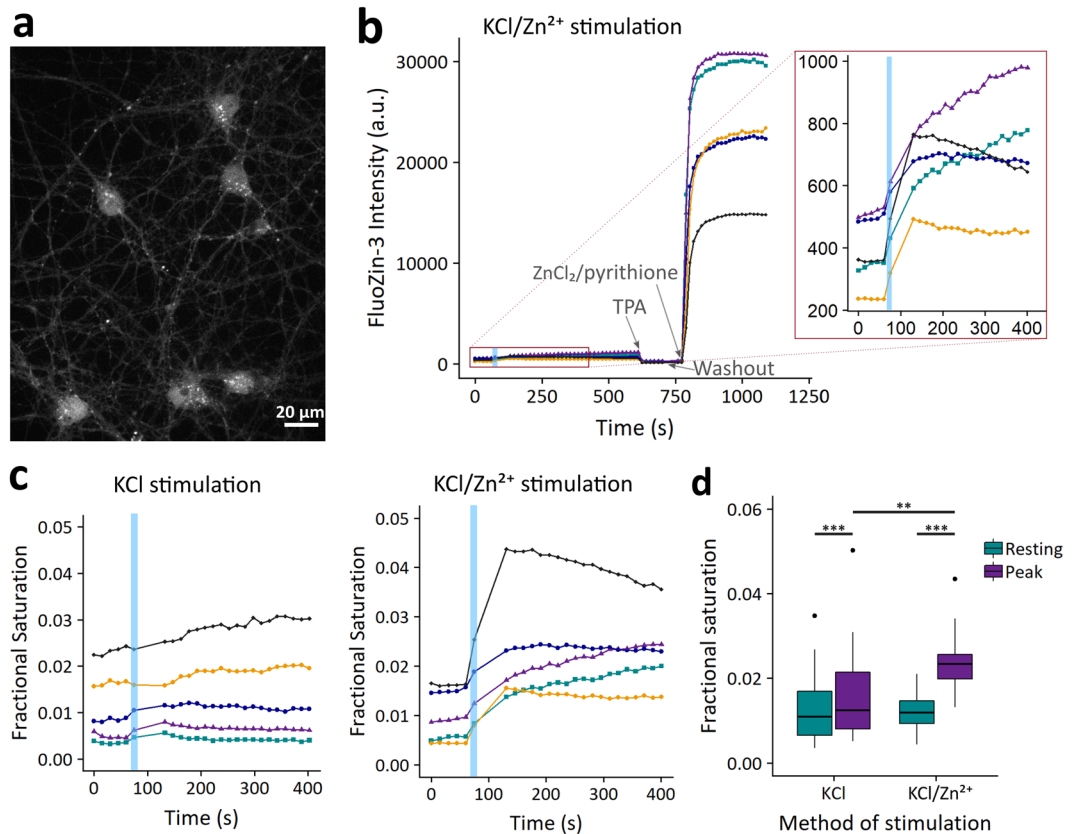 a
20 µm
b
KCl/Zn²⁺ stimulation
FluoZin-3 Intensity (a.u.)
30000
20000
10000
0
ZnCl₂/pyrithione
TPA
Washout
0 250 500 750 1000 1250
Time (s)
1000
800
600
400
200
0 100 200 300 400
c
KCl stimulation
Fractional Saturation
0.05
0.04
0.03
0.02
0.01
0.00
0 100 200 300 400
Time (s)
KCl/Zn²⁺ stimulation
Fractional Saturation
0.05
0.04
0.03
0.02
0.01
0.00
0 100 200 300 400
Time (s)
d
Fractional saturation
0.06
0.04
0.02
0.00
**
*** ***
Resting
Peak
KCl KCl/Zn²⁺
Method of stimulation